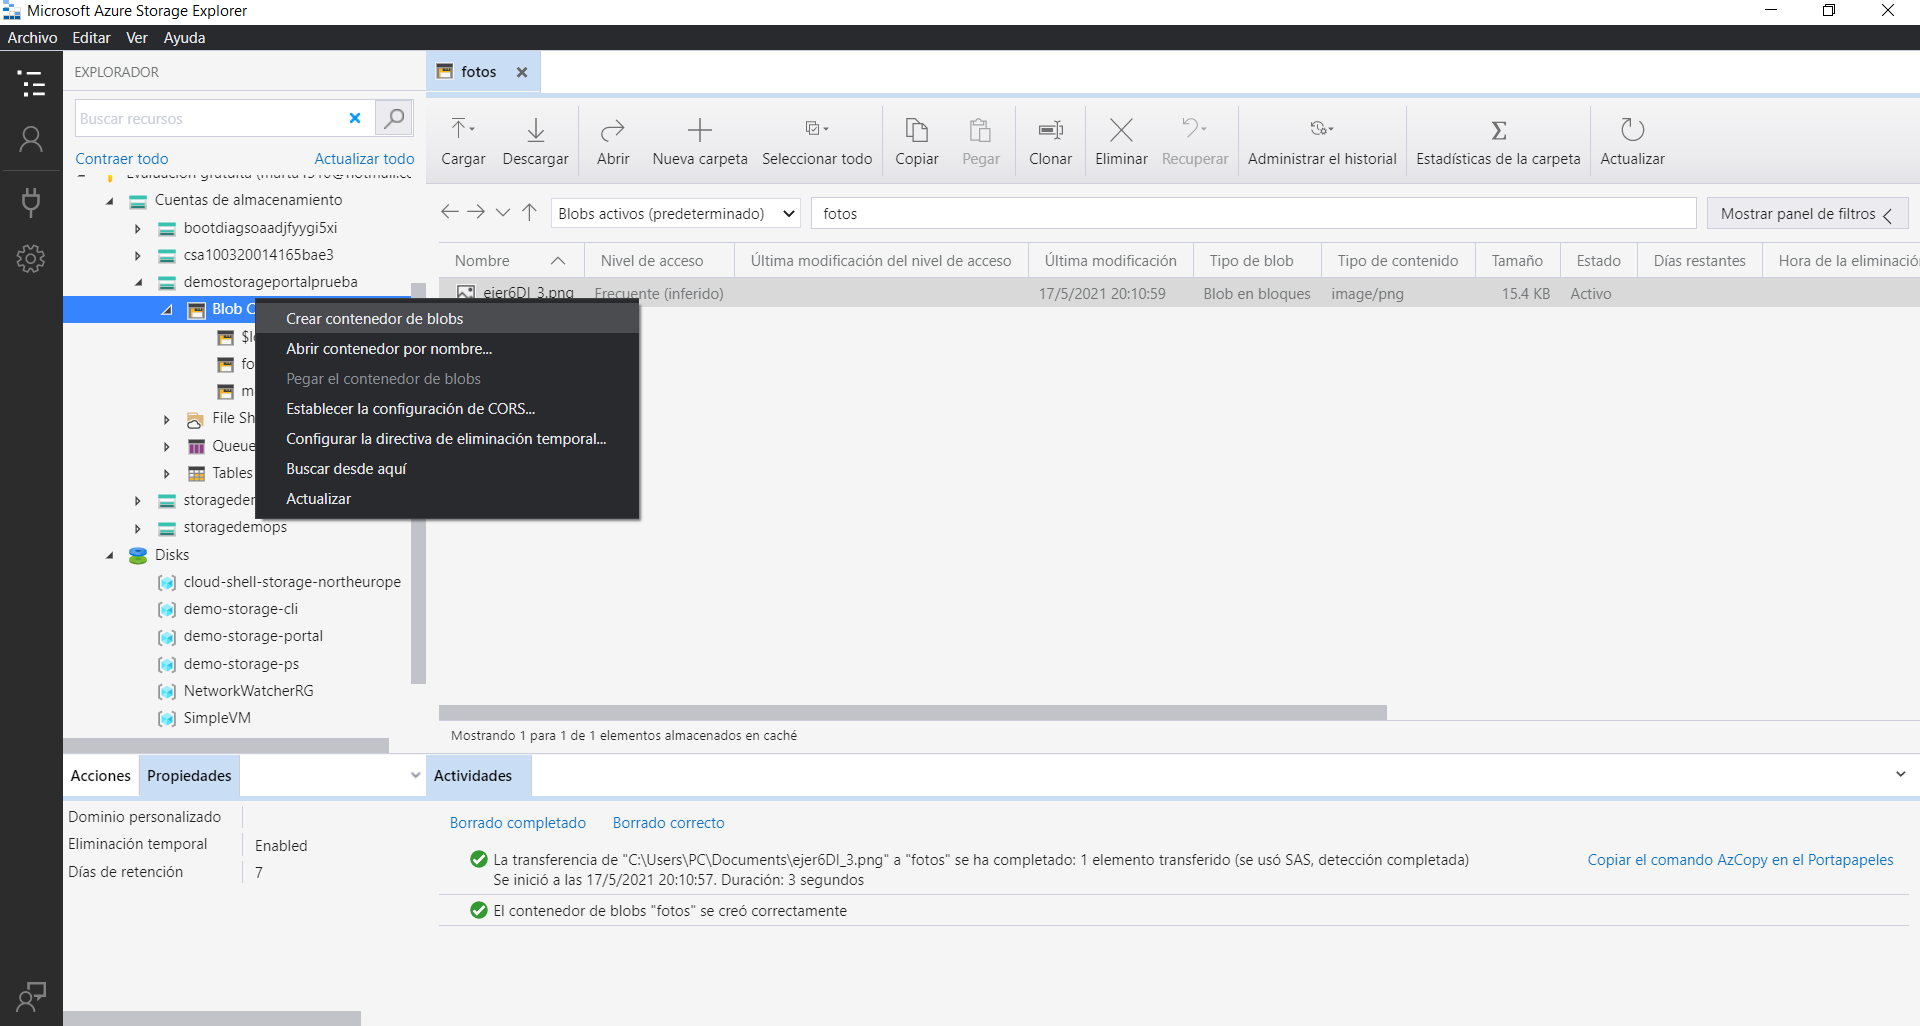 Microsoft Azure Storage Explorer
Archivo Editar Ver Ayuda
EXPLORADOR
Buscar recursos
Contraer todo Actualizar todo
Cuentas de almacenamiento
bootdiagsoaadjfyygi5xi
csa100320014165bae3
demostorageportalprueba
Blob C
File Sh
Queue
Tables
storageder
storagedemops
Disks
cloud-shell-storage-northeurope
demo-storage-cli
demo-storage-portal
demo-storage-ps
NetworkWatcherRG
SimpleVM
Crear contenedor de blobs
Abrir contenedor por nombre...
Pegar el contenedor de blobs
Establecer la configuración de CORS...
Configurar la directiva de eliminación temporal...
Buscar desde aquí
Actualizar
fotos
Cargar Descargar Abrir Nueva carpeta Seleccionar todo Copiar Pegar Clonar Eliminar Recuperar Administrar el historial Estadísticas de la carpeta Actualizar
Blobs activos (predeterminado) fotos Mostrar panel de filtros
Nombre Nivel de acceso Última modificación del nivel de acceso Última modificación Tipo de blob Tipo de contenido Tamaño Estado Días restantes Hora de la eliminació
ejer6DI_3.png Frecuente (inferido) 17/5/2021 20:10:59 Blob en bloques image/png 15.4 KB Activo
Mostrando 1 para 1 de 1 elementos almacenados en caché
Acciones Propiedades
Dominio personalizado
Eliminación temporal Enabled
Días de retención 7
Actividades
Borrado completado Borrado correcto
La transferencia de "C:\Users\PC\Documents\ejer6DI_3.png" a "fotos" se ha completado: 1 elemento transferido (se usó SAS, detección completada) Copiar el comando AzCopy en el Portapapeles
Se inició a las 17/5/2021 20:10:57. Duración: 3 segundos
El contenedor de blobs "fotos" se creó correctamente